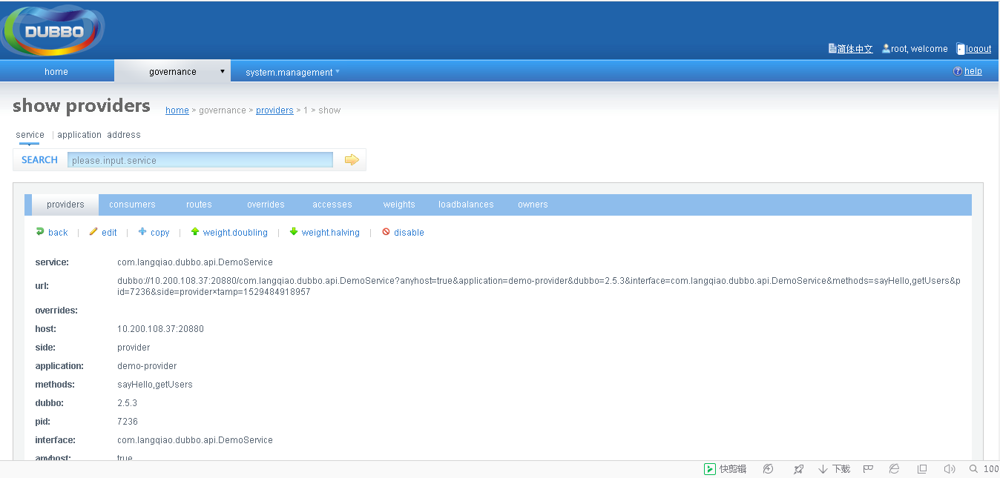 DUBBO
简体中文 root, welcome logout
home governance system.management help
show providers home > governance > providers > 1 > show
service | application address
SEARCH please.input.service
providers consumers routes overrides accesses weights loadbalances owners
back | edit | copy | weight.doubling | weight.halving | disable
service: com.langqiao.dubbo.api.DemoService
url: dubbo://10.200.108.37:20880/com.langqiao.dubbo.api.DemoService?anyhost=true&application=demo-provider&dubbo=2.5.3&interface=com.langqiao.dubbo.api.DemoService&methods=sayHello,getUsers&p
id=7236&side=provider×tamp=1529484918957
overrides:
host: 10.200.108.37:20880
side: provider
application: demo-provider
methods: sayHello,getUsers
dubbo: 2.5.3
pid: 7236
interface: com.langqiao.dubbo.api.DemoService
anyhost: true
快剪辑 下载 100